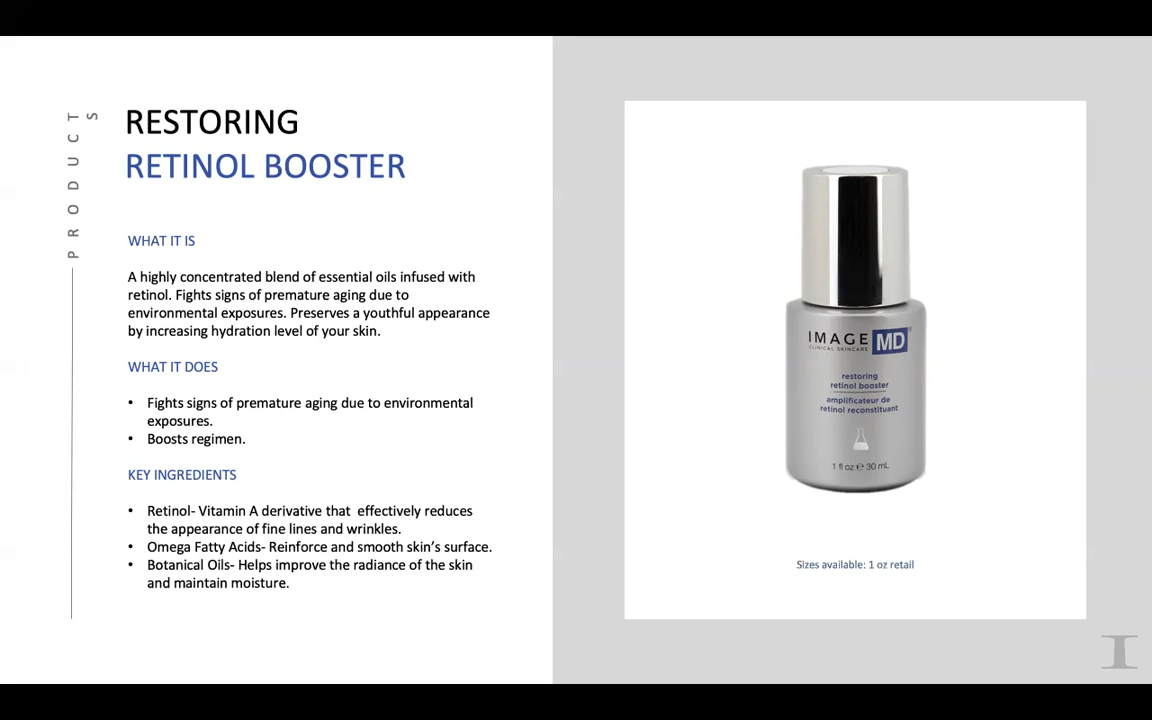 PRODUCTS
RESTORING
RETINOL BOOSTER
WHAT IT IS
A highly concentrated blend of essential oils infused with
retinol. Fights signs of premature aging due to
environmental exposures. Preserves a youthful appearance
by increasing hydration level of your skin.
WHAT IT DOES
• Fights signs of premature aging due to environmental
exposures.
• Boosts regimen.
KEY INGREDIENTS
• Retinol- Vitamin A derivative that  effectively reduces
the appearance of fine lines and wrinkles.
• Omega Fatty Acids- Reinforce and smooth skin’s surface.
• Botanical Oils- Helps improve the radiance of the skin
and maintain moisture.
IMAGE MD
CLINICAL SKINCARE
restoring
retinol booster
amplificateur de
retinol reconstituant
1 fl oz ℮ 30 mL
Sizes available: 1 oz retail
I